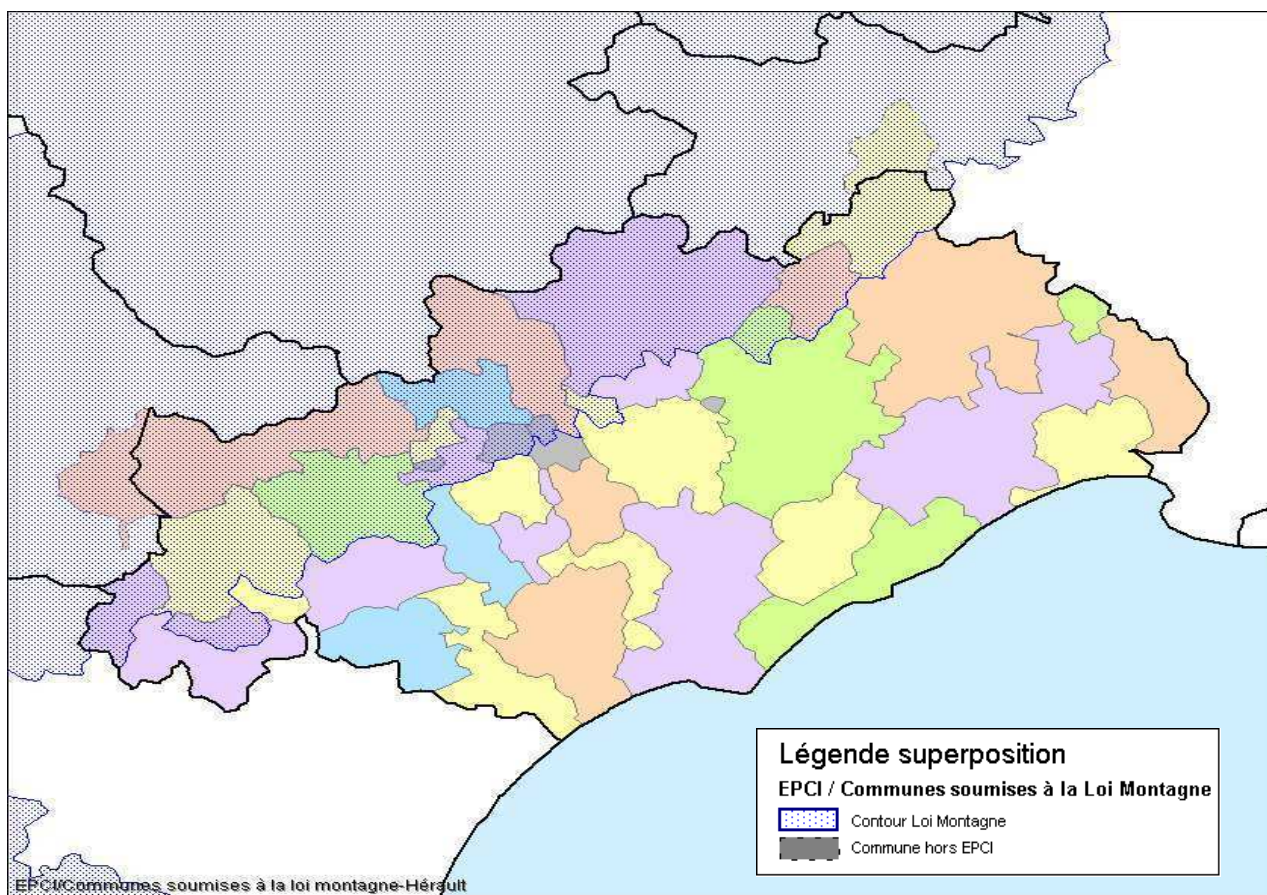 Légende superposition
EPCI / Communes soumises à la Loi Montagne
Contour Loi Montagne
Commune hors EPCI
EPCI/Communes soumises à la loi montagne-Hérault